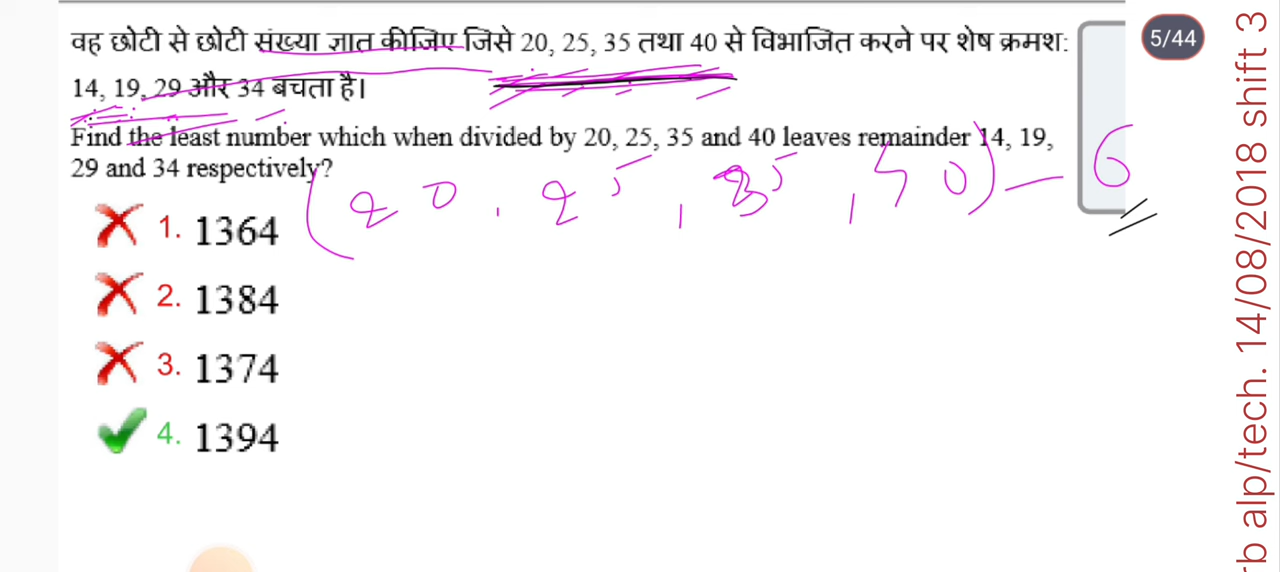 वह छोटी से छोटी संख्या ज्ञात कीजिए जिसे 20, 25, 35 तथा 40 से विभाजित करने पर शेष क्रमश:
14, 19, 29 और 34 बचता है।
Find the least number which when divided by 20, 25, 35 and 40 leaves remainder 14, 19,
29 and 34 respectively?
(20, 25, 35, 40) - 6
1. 1364
2. 1384
3. 1374
4. 1394
5/44
rb alp/tech. 14/08/2018 shift 3